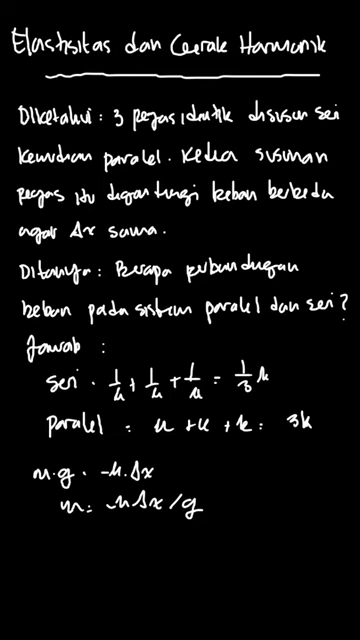 Elastisitas dan Gerak Harmonik
Diketahui : 3 pegas identik disusun seri
kemudian paralel. Kedua susunan
pegas itu digantungi beban berbeda
agar Δx sama.
Ditanya : Berapa perbandingan
beban pada sistem paralel dan seri ?
Jawab :
Seri . 1/k + 1/k + 1/k = 1/3 k
Paralel = k + k + k = 3k
m.g = -k.Δx
m = -kΔx/g